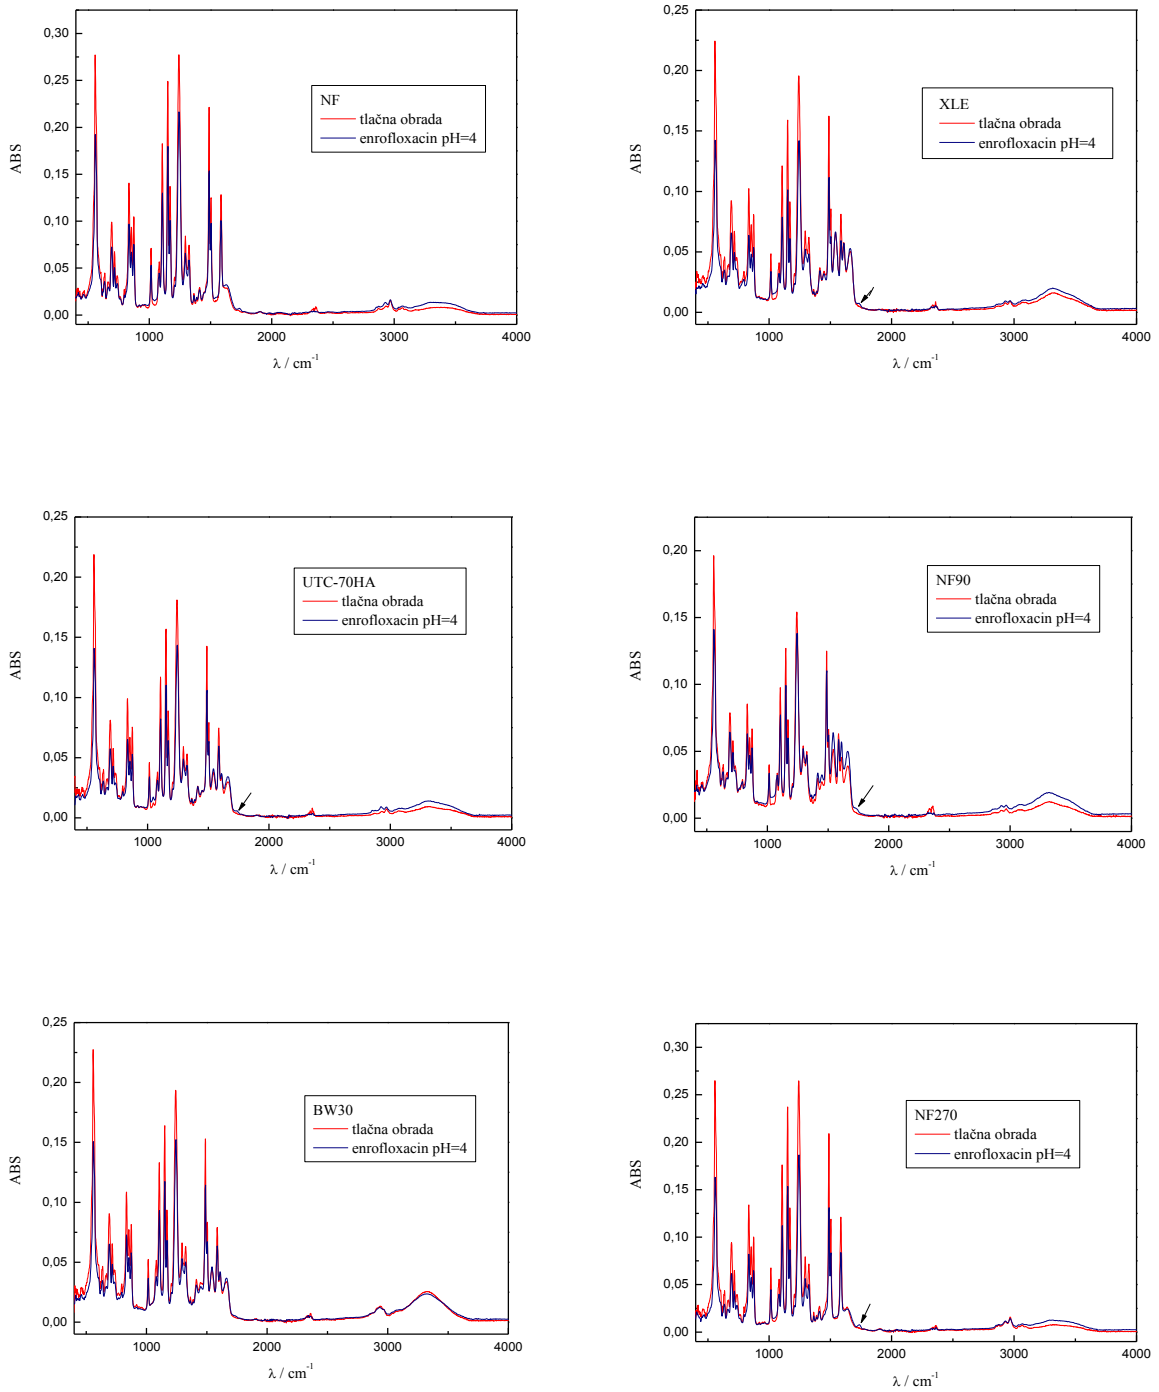 0,30
0,25
0,20
0,15
0,10
0,05
0,00
ABS
NF
tlačna obrada
enrofloxacin pH=4
1000 2000 3000 4000
λ / cm-1
0,25
0,20
0,15
0,10
0,05
0,00
ABS
XLE
tlačna obrada
enrofloxacin pH=4
1000 2000 3000 4000
λ / cm-1
0,25
0,20
0,15
0,10
0,05
0,00
ABS
UTC-70HA
tlačna obrada
enrofloxacin pH=4
1000 2000 3000 4000
λ / cm-1
0,20
0,15
0,10
0,05
0,00
ABS
NF90
tlačna obrada
enrofloxacin pH=4
1000 2000 3000 4000
λ / cm-1
0,25
0,20
0,15
0,10
0,05
0,00
ABS
BW30
tlačna obrada
enrofloxacin pH=4
1000 2000 3000 4000
λ / cm-1
0,30
0,25
0,20
0,15
0,10
0,05
0,00
ABS
NF270
tlačna obrada
enrofloxacin pH=4
1000 2000 3000 4000
λ / cm-1